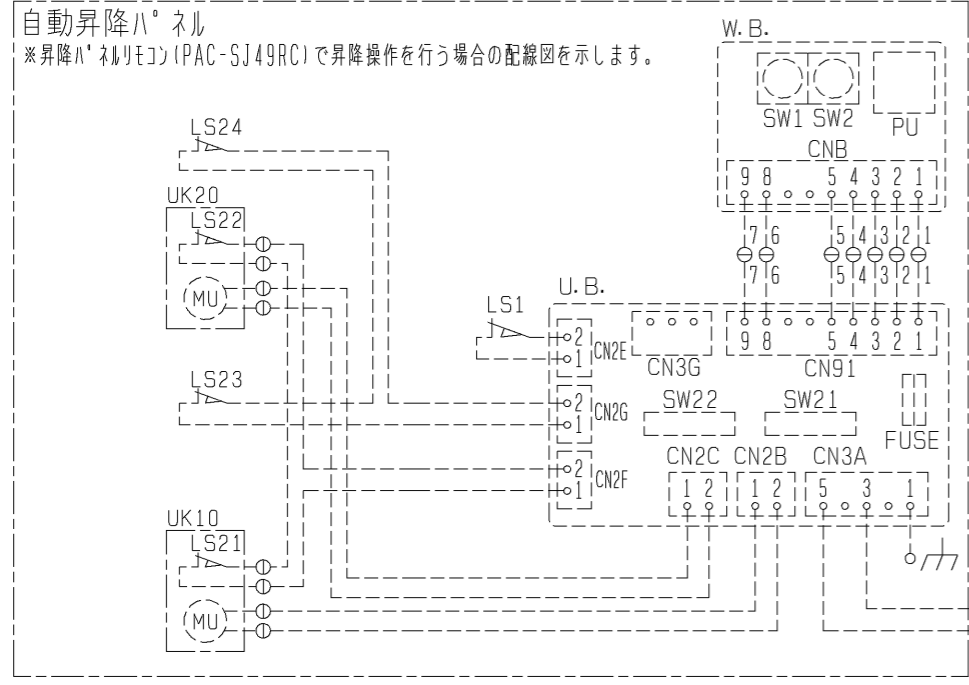 自動昇降パネル
※昇降パネルリモコン(PAC-SJ49RC)で昇降操作を行う場合の配線図を示します。
W.B.
SW1 SW2 PU
CNB
9 8 5 4 3 2 1
7 6 5 4 3 2 1
7 6 5 4 3 2 1
LS24
UK20
LS22
MU
U.B.
LS1
2
1
CN2E
CN3G
9 8 5 4 3 2 1
CN91
LS23
2
1
CN2G
SW22 SW21
FUSE
2
1
CN2F
CN2C CN2B CN3A
1 2 1 2 5 3 1
UK10
LS21
MU